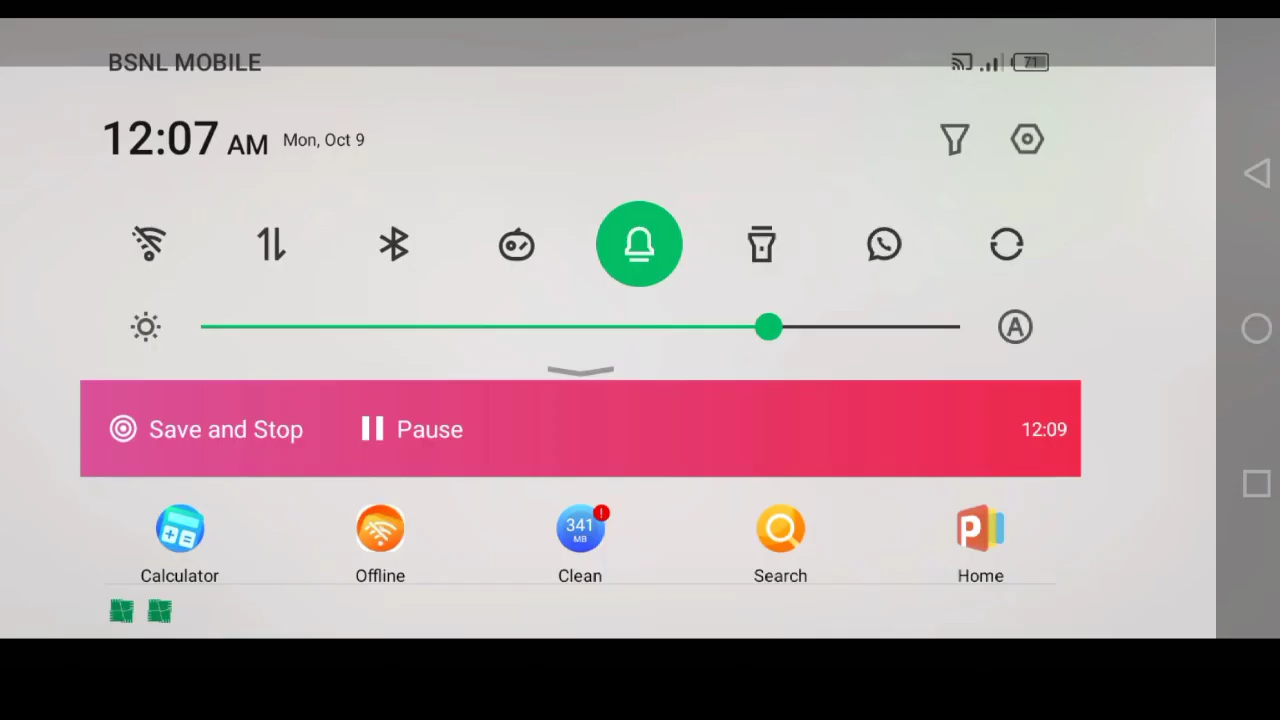 BSNL MOBILE 71
12:07 AM Mon, Oct 9
A
Save and Stop Pause 12:09
341
MB
!
P
Calculator Offline Clean Search Home